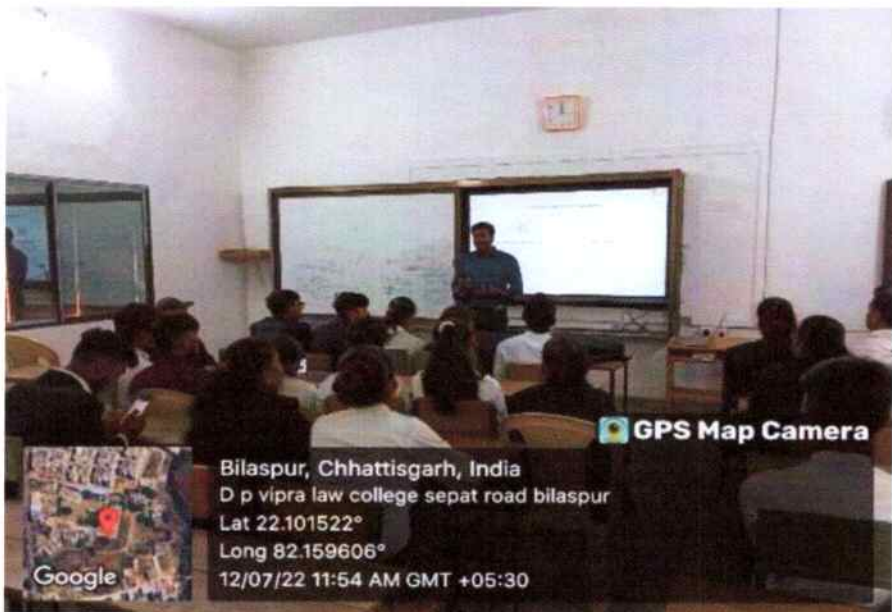 GPS Map Camera
Bilaspur, Chhattisgarh, India
D p vipra law college sepat road bilaspur
Lat 22.101522°
Long 82.159606°
12/07/22 11:54 AM GMT +05:30
Google